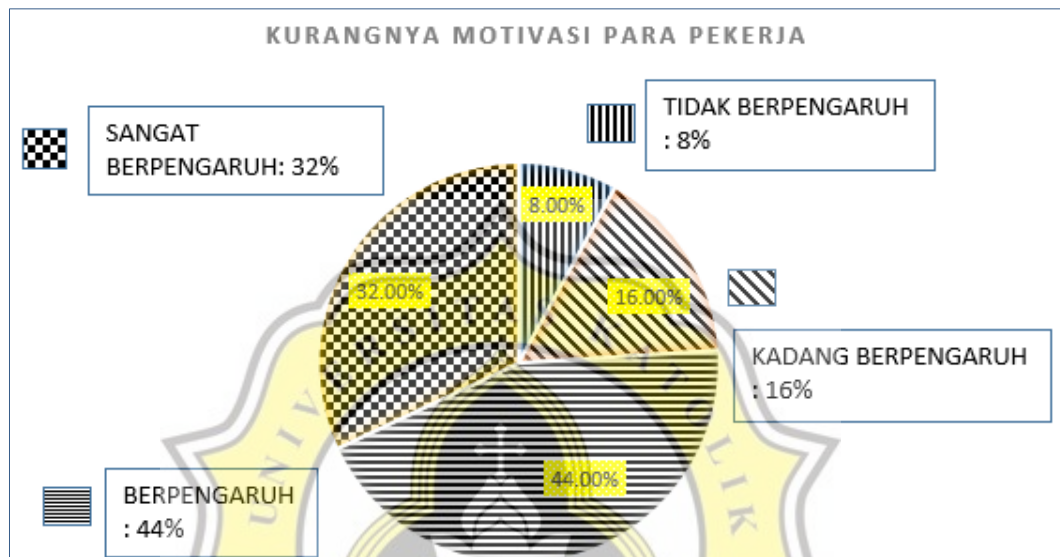 KURANGNYA MOTIVASI PARA PEKERJA
SANGAT
BERPENGARUH: 32%
TIDAK BERPENGARUH
: 8%
8.00%
32.00%
16.00%
KADANG BERPENGARUH
: 16%
44.00%
BERPENGARUH
: 44%